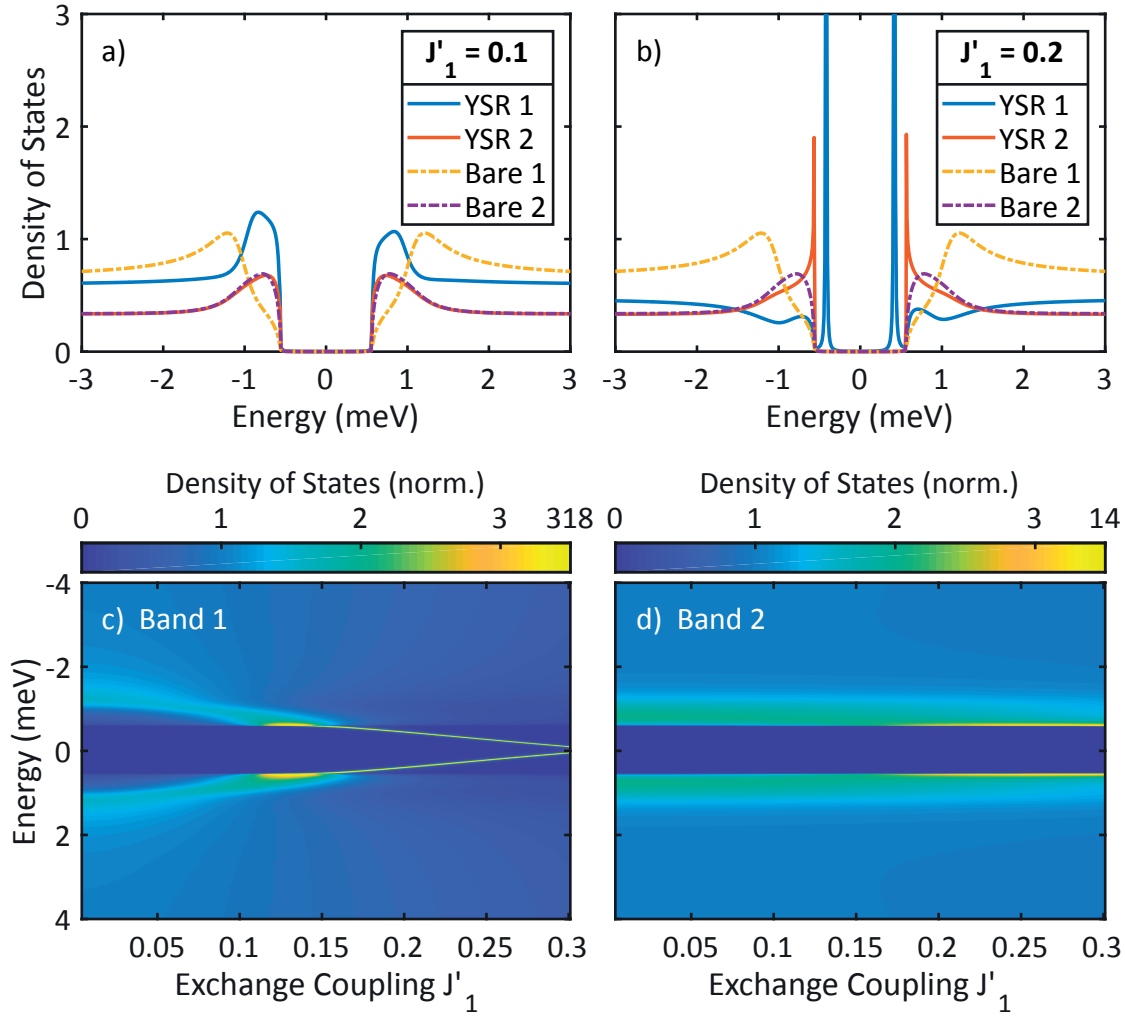 a)
J'1 = 0.1
YSR 1
YSR 2
Bare 1
Bare 2
Density of States
3
2
1
0
-3 -2 -1 0 1 2 3
Energy (meV)
b)
J'1 = 0.2
YSR 1
YSR 2
Bare 1
Bare 2
-3 -2 -1 0 1 2 3
Energy (meV)
Density of States (norm.)
0 1 2 3 318
c) Band 1
Energy (meV)
-4
-2
0
2
4
0.05 0.1 0.15 0.2 0.25 0.3
Exchange Coupling J'1
Density of States (norm.)
0 1 2 3 14
d) Band 2
0.05 0.1 0.15 0.2 0.25 0.3
Exchange Coupling J'1